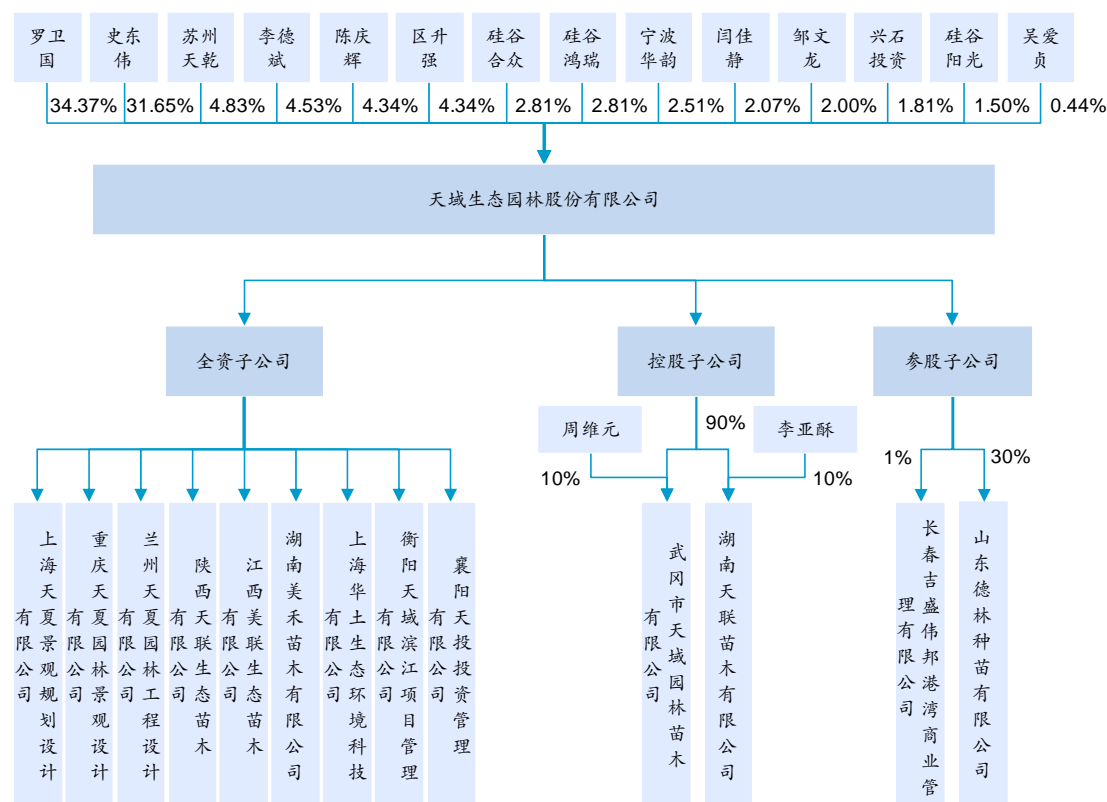 罗卫国
史东伟
苏州天乾
李德斌
陈庆辉
区升强
硅谷合众
硅谷鸿瑞
宁波华韵
闫佳静
邹文龙
兴石投资
硅谷阳光
吴爱贞
34.37%
31.65%
4.83%
4.53%
4.34%
4.34%
2.81%
2.81%
2.51%
2.07%
2.00%
1.81%
1.50%
0.44%
天域生态园林股份有限公司
全资子公司
控股子公司
参股子公司
周维元
90%
李亚酥
10%
10%
1%
30%
上海天夏景观规划设计有限公司
重庆天夏园林景观设计有限公司
兰州天夏园林工程设计有限公司
陕西天联生态苗木有限公司
江西美联生态苗木有限公司
湖南美禾苗木有限公司
上海华土生态环境科技有限公司
衡阳天域滨江项目管理有限公司
襄阳天投投资管理有限公司
武冈市天域园林苗木有限公司
湖南天联苗木有限公司
长春吉盛伟邦港湾商业管理有限公司
山东德林种苗有限公司